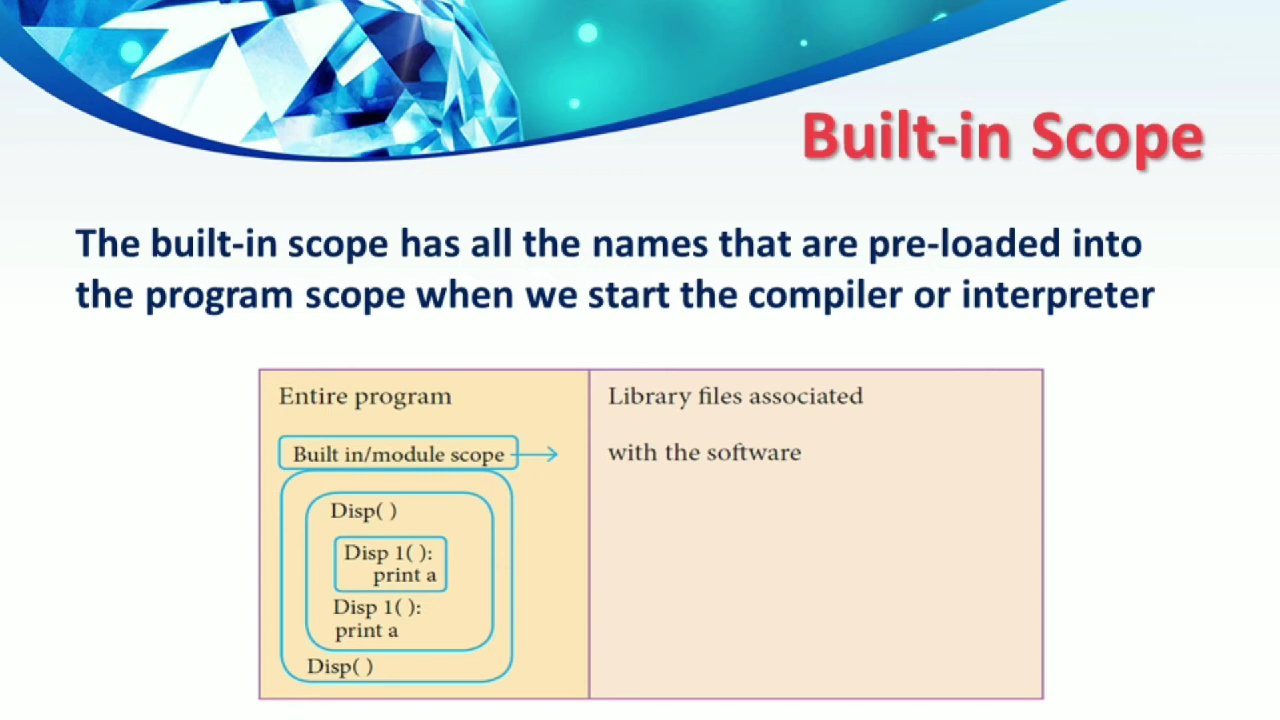 Built-in Scope
The built-in scope has all the names that are pre-loaded into
the program scope when we start the compiler or interpreter
Entire program
Built in/module scope
Disp( )
Disp 1( ):
print a
Disp 1( ):
print a
Disp( )
Library files associated
with the software